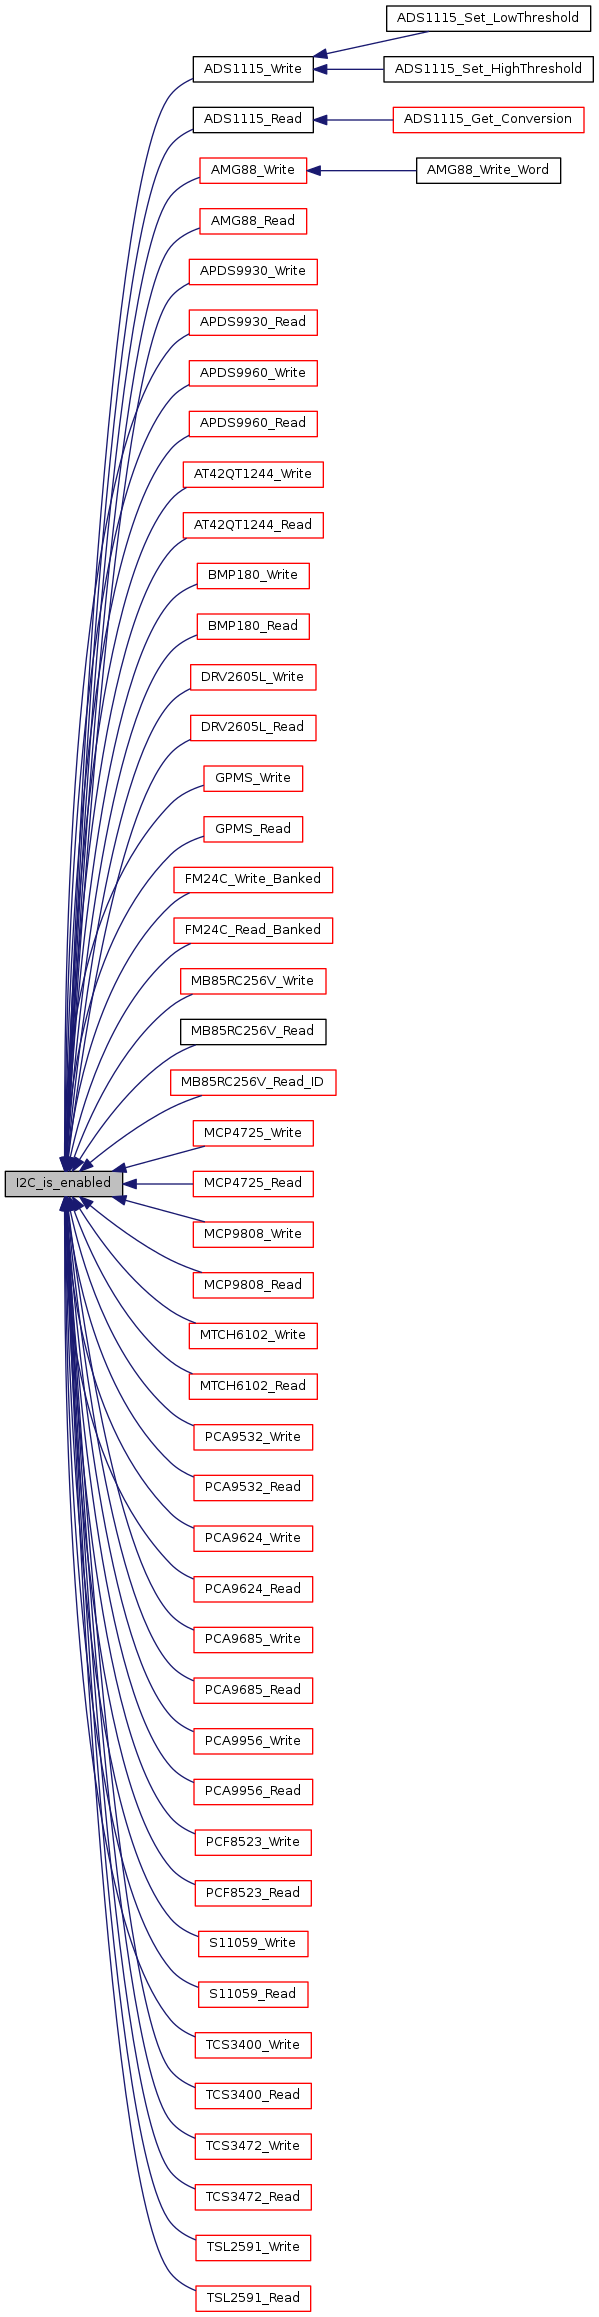 ADS1115_Set_LowThreshold
ADS1115_Write
ADS1115_Set_HighThreshold
ADS1115_Read
ADS1115_Get_Conversion
AMG88_Write
AMG88_Write_Word
AMG88_Read
APDS9930_Write
APDS9930_Read
APDS9960_Write
APDS9960_Read
AT42QT1244_Write
AT42QT1244_Read
BMP180_Write
BMP180_Read
DRV2605L_Write
DRV2605L_Read
GPMS_Write
GPMS_Read
FM24C_Write_Banked
FM24C_Read_Banked
MB85RC256V_Write
MB85RC256V_Read
MB85RC256V_Read_ID
MCP4725_Write
I2C_is_enabled
MCP4725_Read
MCP9808_Write
MCP9808_Read
MTCH6102_Write
MTCH6102_Read
PCA9532_Write
PCA9532_Read
PCA9624_Write
PCA9624_Read
PCA9685_Write
PCA9685_Read
PCA9956_Write
PCA9956_Read
PCF8523_Write
PCF8523_Read
S11059_Write
S11059_Read
TCS3400_Write
TCS3400_Read
TCS3472_Write
TCS3472_Read
TSL2591_Write
TSL2591_Read